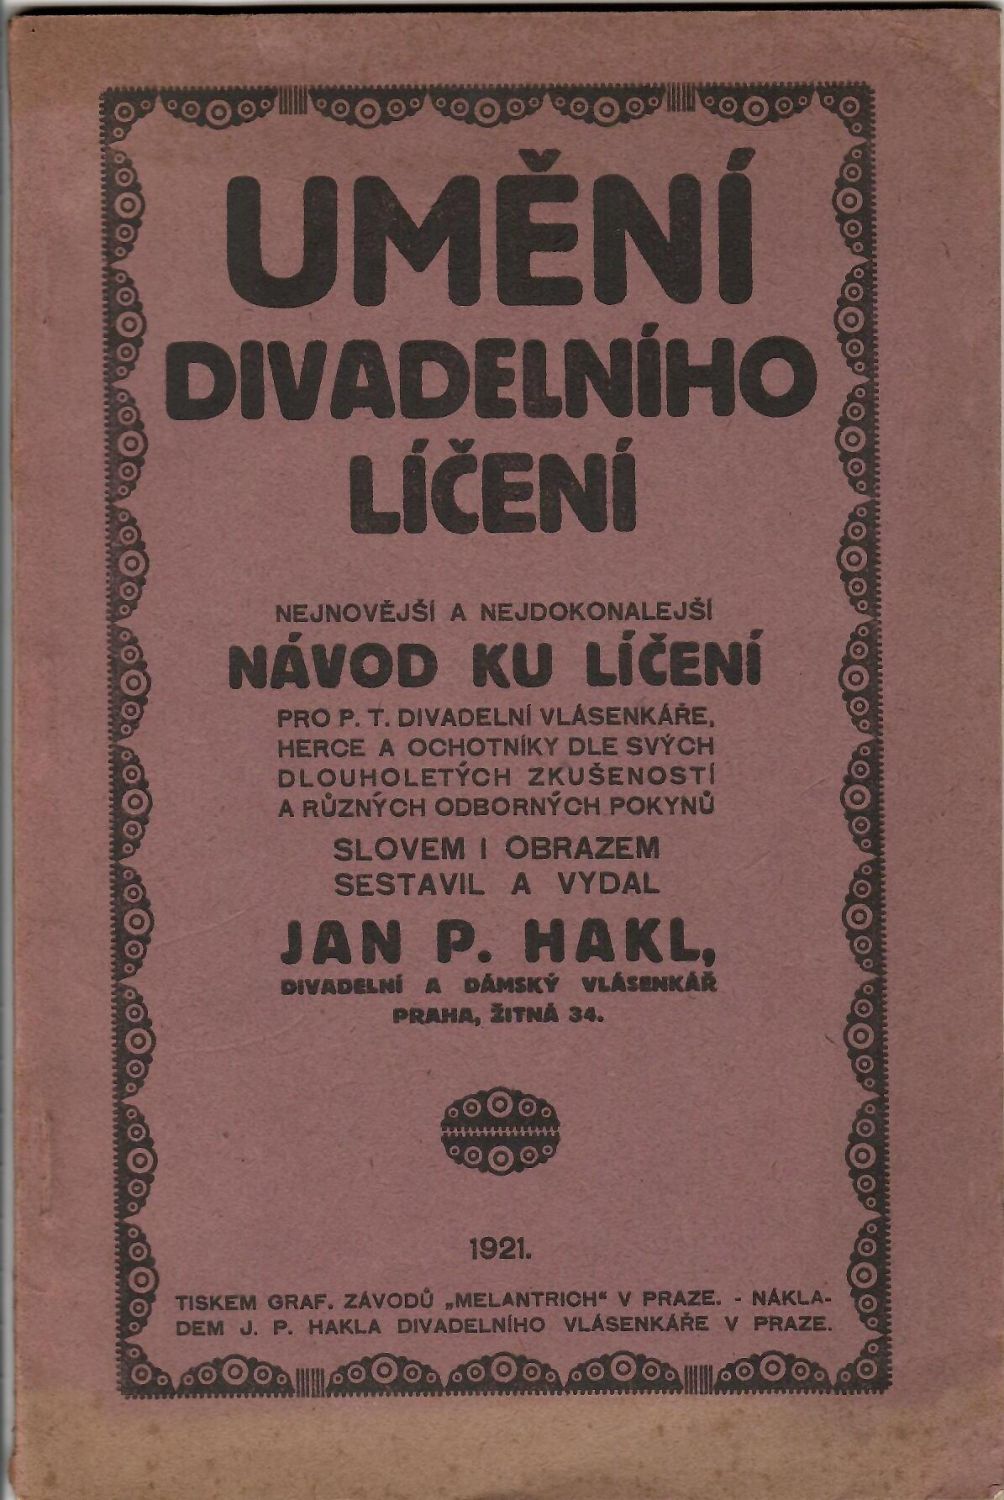 UMĚNÍ
DIVADELNÍHO
LÍČENÍ
NEJNOVĚJŠÍ A NEJDOKONALEJŠÍ
NÁVOD KU LÍČENÍ
PRO P. T. DIVADELNÍ VLÁSENKÁŘE,
HERCE A OCHOTNÍKY DLE SVÝCH
DLOUHOLETÝCH ZKUŠENOSTÍ
A RŮZNÝCH ODBORNÝCH POKYNŮ
SLOVEM I OBRAZEM
SESTAVIL A VYDAL
JAN P. HAKL,
DIVADELNÍ A DÁMSKÝ VLÁSENKÁŘ
PRAHA, ŽITNÁ 34.
1921.
TISKEM GRAF. ZÁVODŮ „MELANTRICH“ V PRAZE. - NÁKLA-
DEM J. P. HAKLA DIVADELNÍHO VLÁSENKÁŘE V PRAZE.